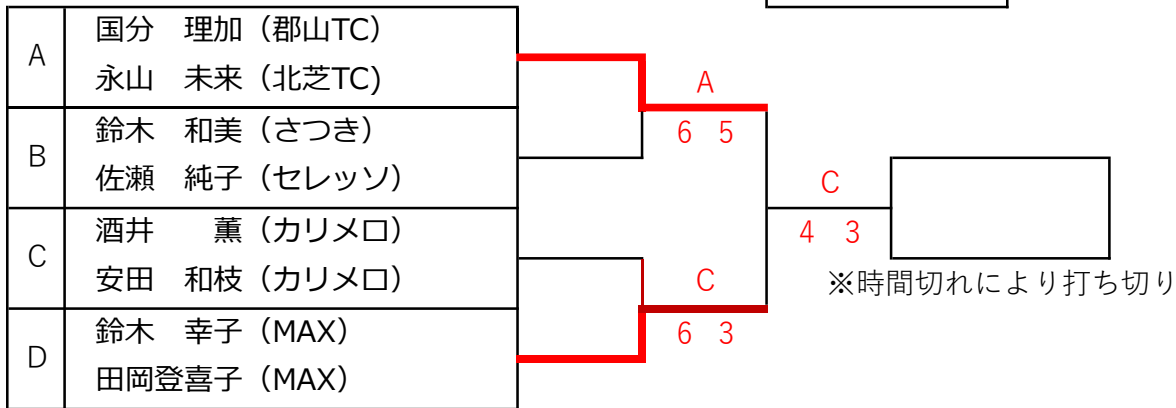 A
国分　理加（郡山TC）
永山　未来（北芝TC)
B
鈴木　和美（さつき）
佐瀬　純子（セレッソ）
C
酒井　　薫（カリメロ）
安田　和枝（カリメロ）
D
鈴木　幸子（MAX）
田岡登喜子（MAX）
A
6　5
C
6　3
C
4　3
※時間切れにより打ち切り